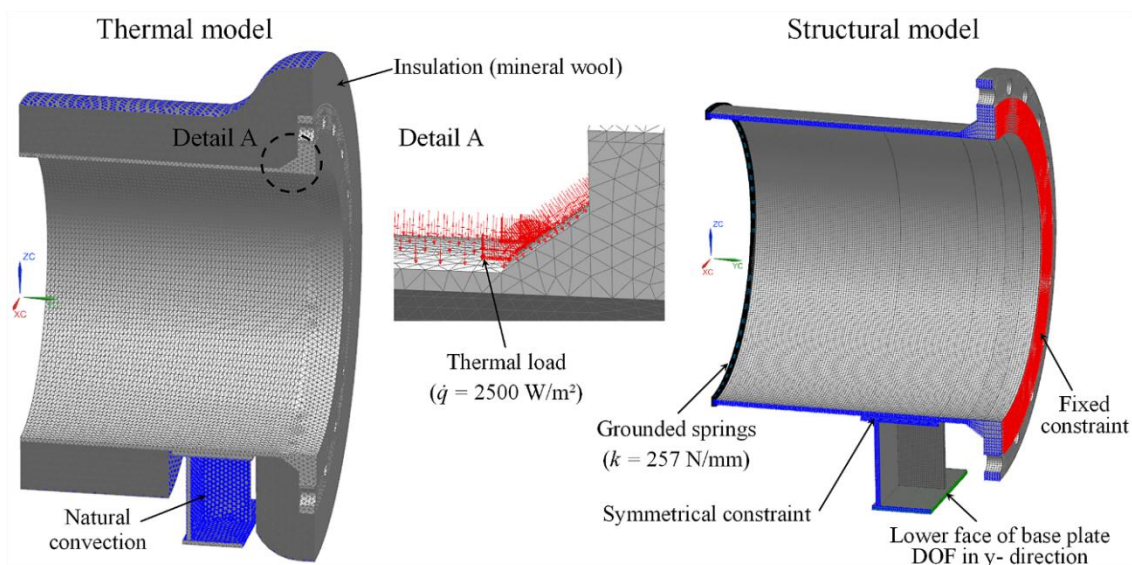 Thermal model
Structural model
Insulation (mineral wool)
Detail A
Detail A
ZC
XC
ZC
YC
XC
Thermal load
(q̇ = 2500 W/m²)
Natural
convection
Grounded springs
(k = 257 N/mm)
Symmetrical constraint
Fixed
constraint
Lower face of base plate
DOF in y- direction